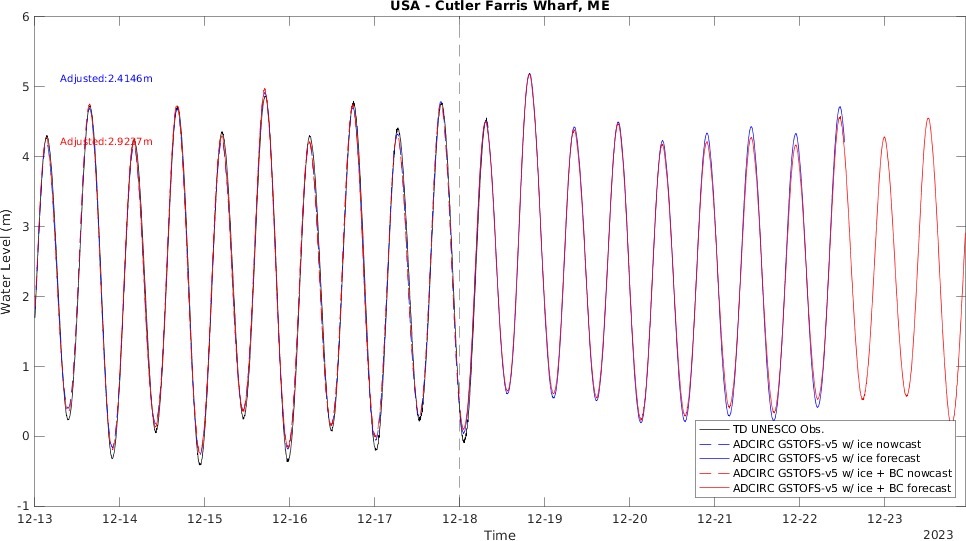 USA - Cutler Farris Wharf, ME
6
5
4
3
2
1
0
-1
Water Level (m)
Adjusted:2.4146m
Adjusted:2.9227m
TD UNESCO Obs.
ADCIRC GSTOFS-v5 w/ ice nowcast
ADCIRC GSTOFS-v5 w/ ice forecast
ADCIRC GSTOFS-v5 w/ ice + BC nowcast
ADCIRC GSTOFS-v5 w/ ice + BC forecast
12-13 12-14 12-15 12-16 12-17 12-18 12-19 12-20 12-21 12-22 12-23
Time
2023